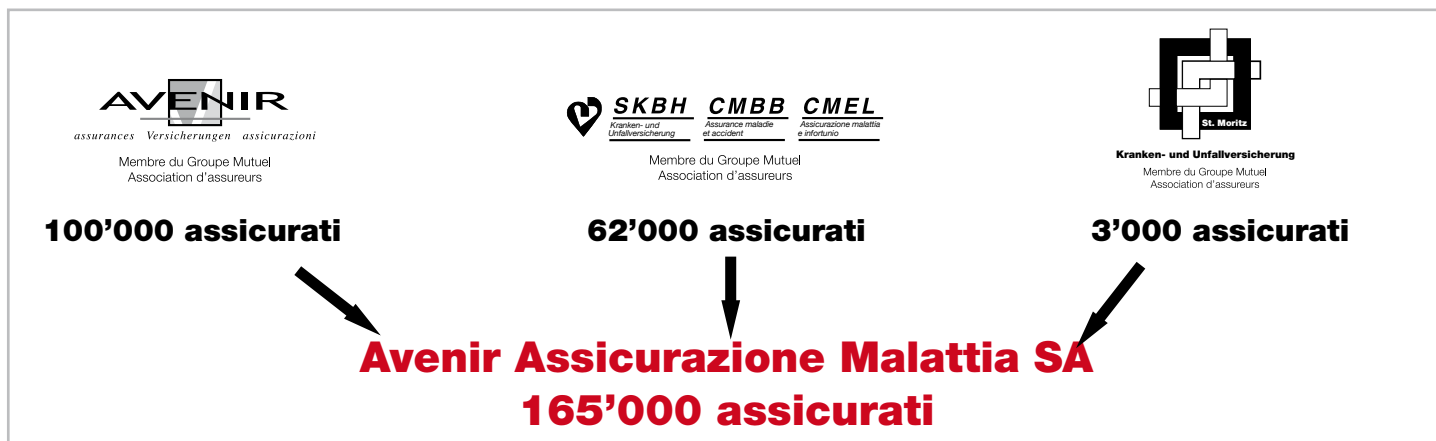 AVENIR
assurances Versicherungen assicurazioni
Membre du Groupe Mutuel
Association d'assureurs
100’000 assicurati
SKBH
Kranken- und
Unfallversicherung
CMBB
Assurance maladie
et accident
CMEL
Assicurazione malattia
e infortunio
Membre du Groupe Mutuel
Association d'assureurs
62’000 assicurati
St. Moritz
Kranken- und Unfallversicherung
Membre du Groupe Mutuel
Association d'assureurs
3’000 assicurati
Avenir Assicurazione Malattia SA
165’000 assicurati